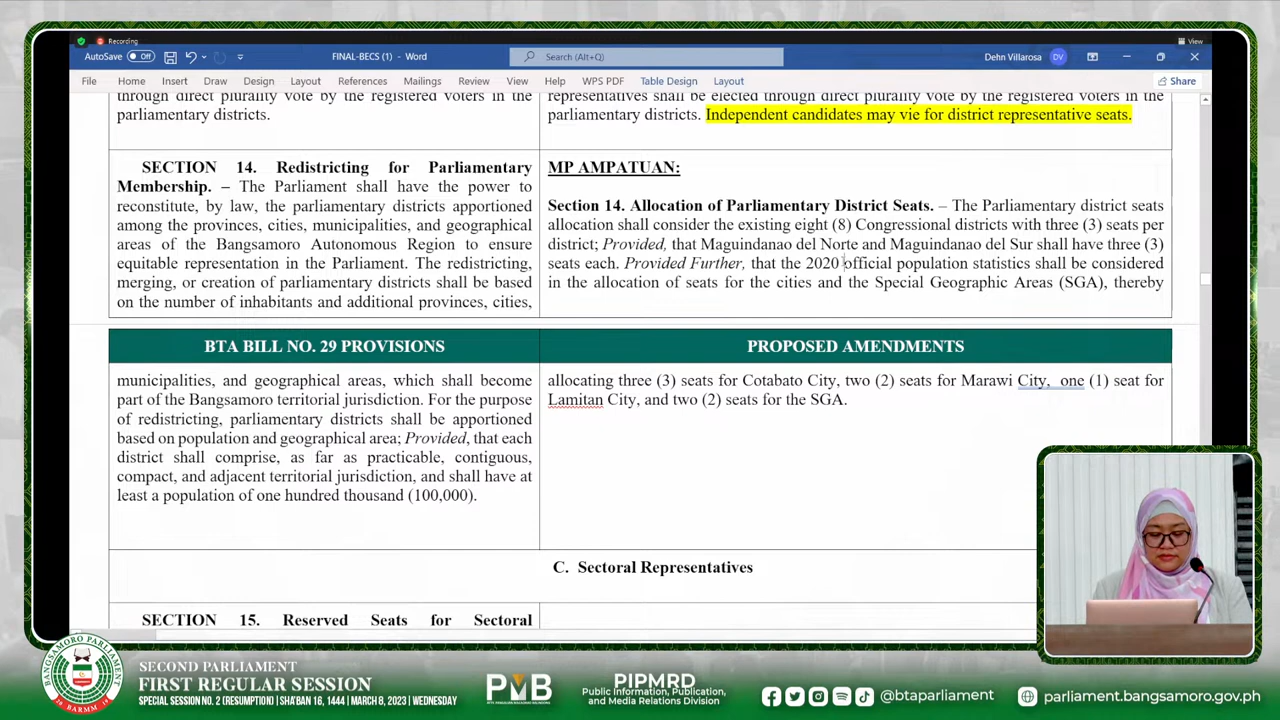 Recording
View
AutoSave Off
FINAL-BECS (1) - Word
Search (Alt+Q)
Dehn Villarosa
DV
File Home Insert Draw Design Layout References Mailings Review View Help WPS PDF Table Design Layout
Share
through direct plurality vote by the registered voters in the
parliamentary districts.
representatives shall be elected through direct plurality vote by the registered voters in the
parliamentary districts. Independent candidates may vie for district representative seats.
SECTION 14. Redistricting for Parliamentary
Membership. – The Parliament shall have the power to
reconstitute, by law, the parliamentary districts apportioned
among the provinces, cities, municipalities, and geographical
areas of the Bangsamoro Autonomous Region to ensure
equitable representation in the Parliament. The redistricting,
merging, or creation of parliamentary districts shall be based
on the number of inhabitants and additional provinces, cities,
MP AMPATUAN:
Section 14. Allocation of Parliamentary District Seats. – The Parliamentary district seats
allocation shall consider the existing eight (8) Congressional districts with three (3) seats per
district; Provided, that Maguindanao del Norte and Maguindanao del Sur shall have three (3)
seats each. Provided Further, that the 2020 official population statistics shall be considered
in the allocation of seats for the cities and the Special Geographic Areas (SGA), thereby
BTA BILL NO. 29 PROVISIONS
PROPOSED AMENDMENTS
municipalities, and geographical areas, which shall become
part of the Bangsamoro territorial jurisdiction. For the purpose
of redistricting, parliamentary districts shall be apportioned
based on population and geographical area; Provided, that each
district shall comprise, as far as practicable, contiguous,
compact, and adjacent territorial jurisdiction, and shall have at
least a population of one hundred thousand (100,000).
allocating three (3) seats for Cotabato City, two (2) seats for Marawi City, one (1) seat for
Lamitan City, and two (2) seats for the SGA.
C. Sectoral Representatives
SECTION 15. Reserved Seats for Sectoral
BANGSAMORO PARLIAMENT
BARMM
SECOND PARLIAMENT
FIRST REGULAR SESSION
SPECIAL SESSION NO. 2 (RESUMPTION) | SHA'BAN 16, 1444 | MARCH 8, 2023 | WEDNESDAY
PMB
PIPMRD
Public Information, Publication,
and Media Relations Division
@btaparliament
parliament.bangsamoro.gov.ph